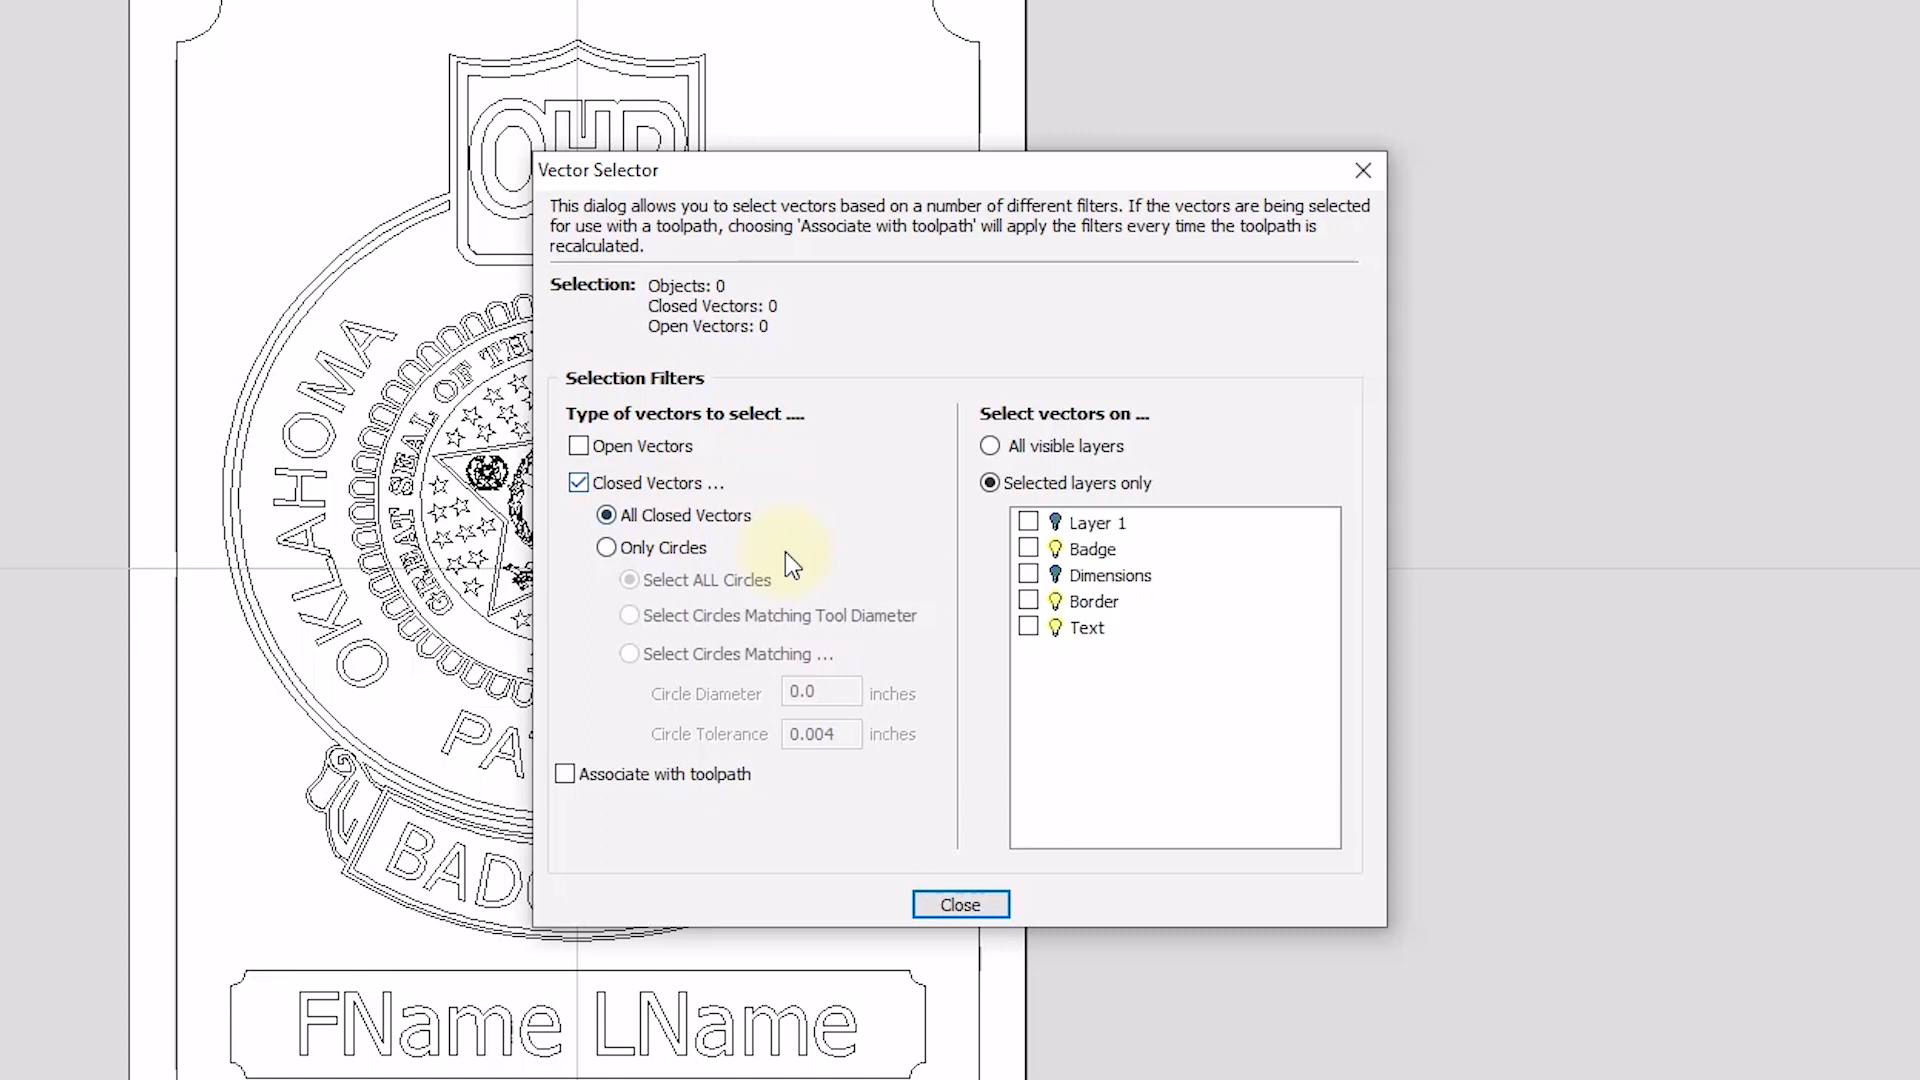 OHP
Vector Selector
This dialog allows you to select vectors based on a number of different filters. If the vectors are being selected
for use with a toolpath, choosing 'Associate with toolpath' will apply the filters every time the toolpath is
recalculated.
Selection:
Objects: 0
Closed Vectors: 0
Open Vectors: 0
Selection Filters
Type of vectors to select ....
Open Vectors
Closed Vectors ...
All Closed Vectors
Only Circles
Select ALL Circles
Select Circles Matching Tool Diameter
Select Circles Matching ...
Circle Diameter 0.0 inches
Circle Tolerance 0.004 inches
Associate with toolpath
Select vectors on ...
All visible layers
Selected layers only
Layer 1
Badge
Dimensions
Border
Text
Close
OKLAHOMA
GREAT SEAL OF TH
PA
BAD
FName LName